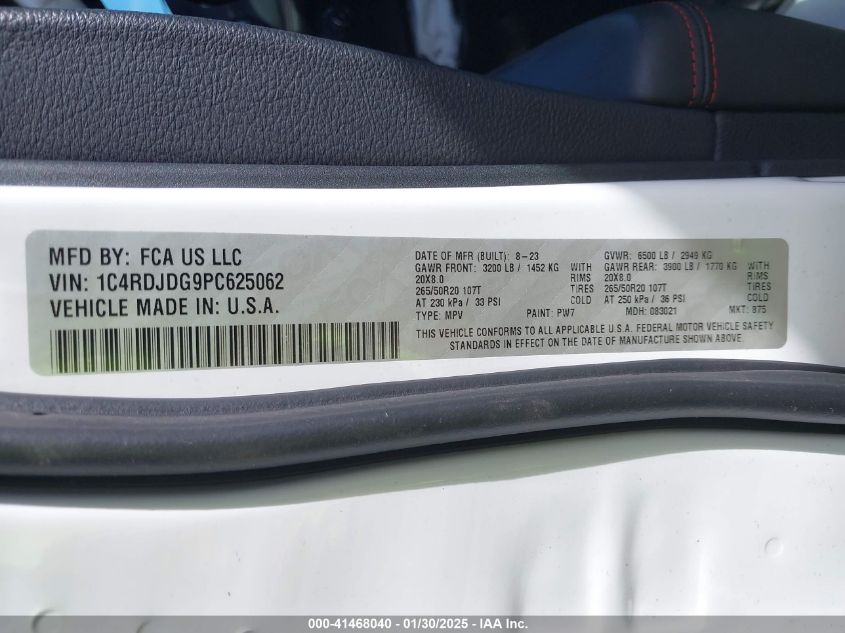 MFD BY: FCA US LLC
VIN: 1C4RDJDG9PC625062
VEHICLE MADE IN: U.S.A.
DATE OF MFR (BUILT): 8-23
GAWR FRONT: 3200 LB / 1452 KG WITH
20X8.0 RIMS
265/50R20 107T TIRES
AT 230 kPa / 33 PSI COLD
TYPE: MPV PAINT: PW7
GVWR: 6500 LB / 2949 KG
GAWR REAR: 3900 LB / 1770 KG WITH
20X8.0 RIMS
265/50R20 107T TIRES
AT 250 kPa / 36 PSI COLD
MDH: 083021 MKT: 875
THIS VEHICLE CONFORMS TO ALL APPLICABLE U.S.A. FEDERAL MOTOR VEHICLE SAFETY
STANDARDS IN EFFECT ON THE DATE OF MANUFACTURE SHOWN ABOVE.
000-41468040 / 01/30/2025 - IAA Inc.